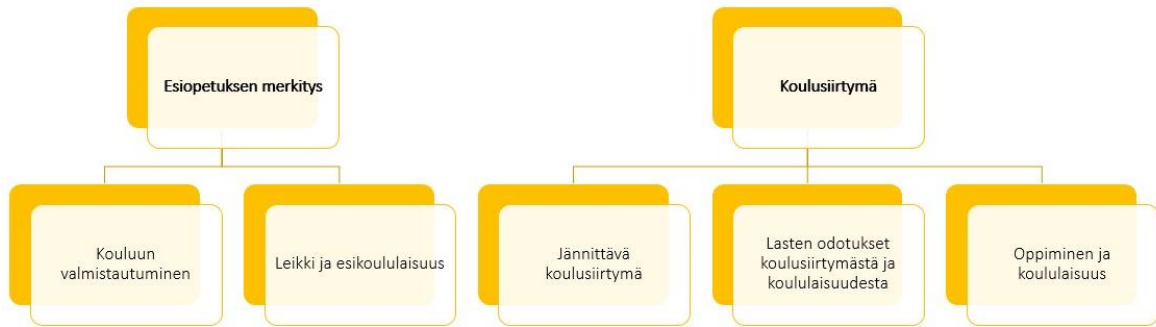 Esiopetuksen merkitys
Koulusiirtymä
Kouluun
valmistautuminen
Leikki ja esikoululaisuus
Jännittävä
koulusiirtymä
Lasten odotukset
koulusiirtymästä ja
koululaisuudesta
Oppiminen ja
koululaisuus